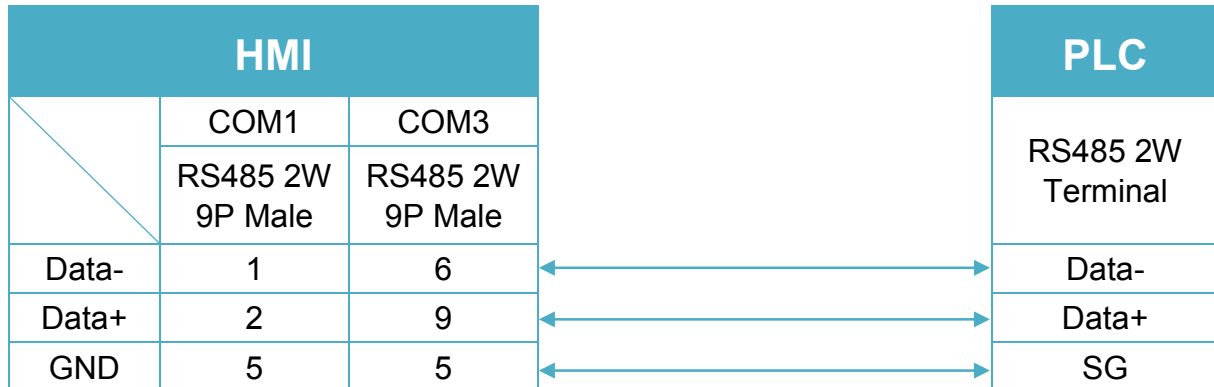 HMI PLC
COM1 COM3
RS485 2W RS485 2W RS485 2W
9P Male 9P Male Terminal
Data- 1 6 Data-
Data+ 2 9 Data+
GND 5 5 SG